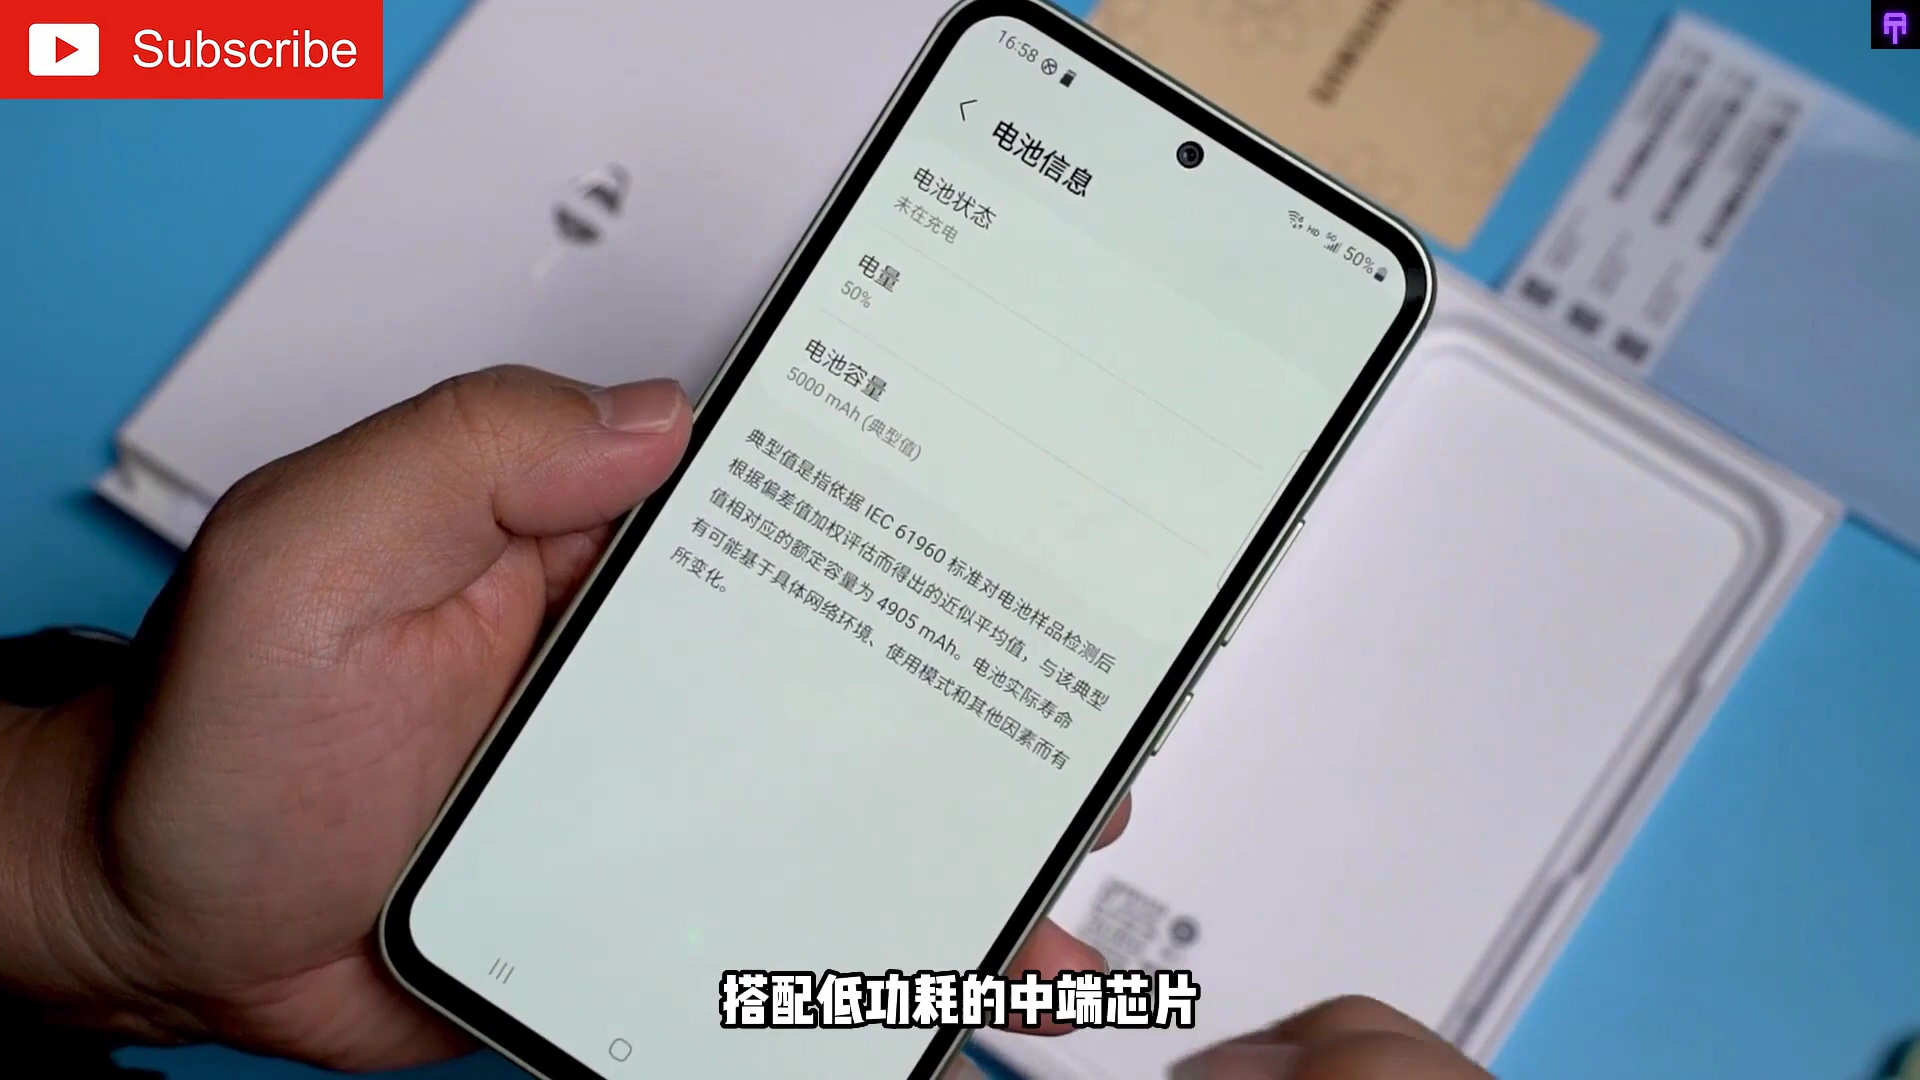 Subscribe
16:58
HD 5G 50%
电池信息
电池状态
未在充电
电量
50%
电池容量
5000 mAh (典型值)
典型值是指依据 IEC 61960 标准对电池样品检测后
根据偏差值加权评估而得出的近似平均值，与该典型
值相对应的额定容量为 4905 mAh。电池实际寿命
有可能基于具体网络环境、使用模式和其他因素而有
所变化。
SAMSUNG
搭配低功耗的中端芯片